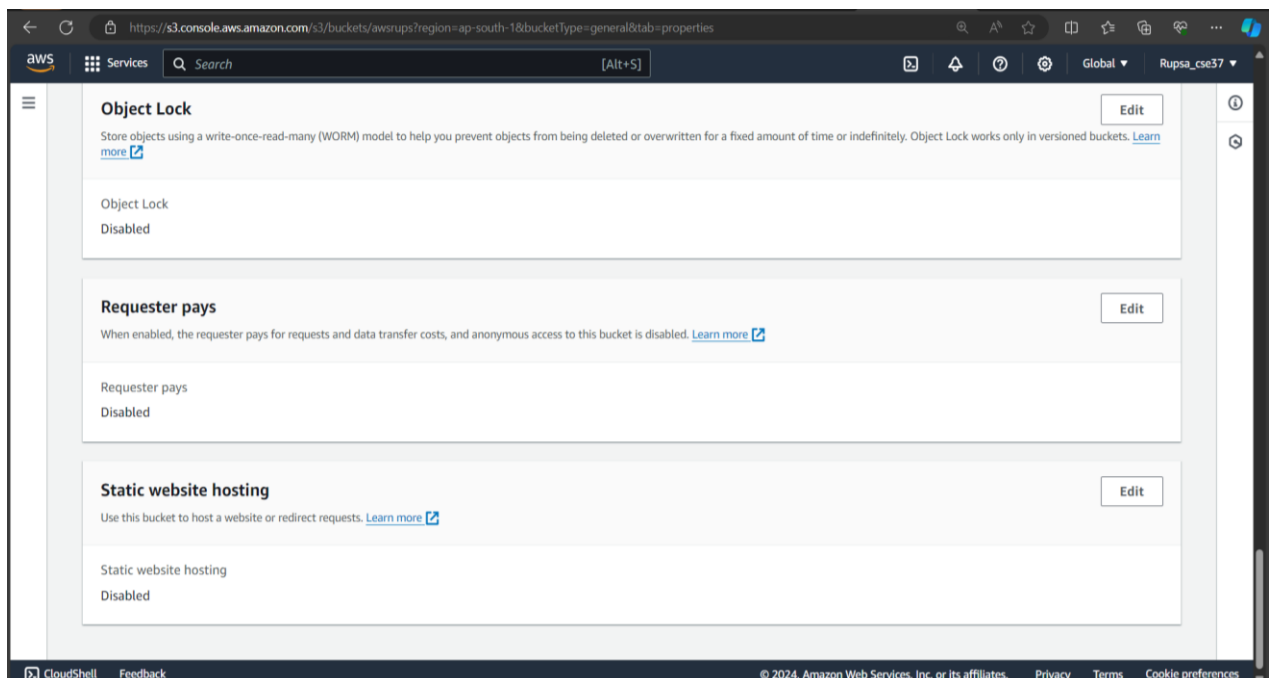 https://s3.console.aws.amazon.com/s3/buckets/awsrups?region=ap-south-1&bucketType=general&tab=properties
aws Services Search [Alt+S] Global Rupsa_cse37
Object Lock Edit
Store objects using a write-once-read-many (WORM) model to help you prevent objects from being deleted or overwritten for a fixed amount of time or indefinitely. Object Lock works only in versioned buckets. Learn
more
Object Lock
Disabled
Requester pays Edit
When enabled, the requester pays for requests and data transfer costs, and anonymous access to this bucket is disabled. Learn more
Requester pays
Disabled
Static website hosting Edit
Use this bucket to host a website or redirect requests. Learn more
Static website hosting
Disabled
CloudShell Feedback © 2024, Amazon Web Services, Inc. or its affiliates. Privacy Terms Cookie preferences